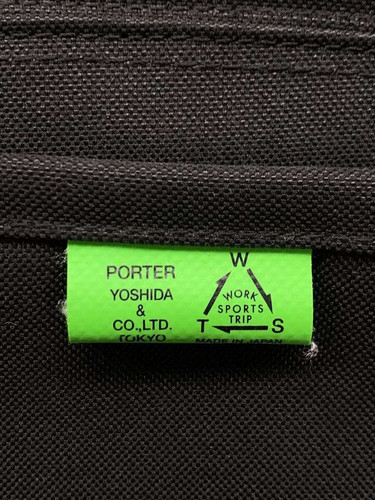 PORTER
YOSHIDA
&
CO.,LTD.
TOKYO
W
WORK
SPORTS
TRIP
T S
MADE IN JAPAN